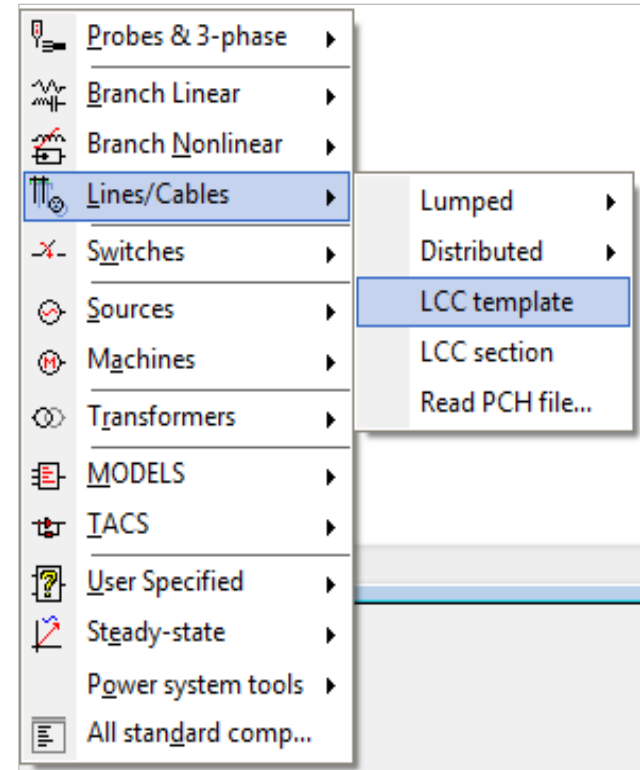 Probes & 3-phase
Branch Linear
Branch Nonlinear
Lines/Cables
Switches
Sources
Machines
Transformers
MODELS
TACS
User Specified
Steady-state
Power system tools
All standard comp...
Lumped
Distributed
LCC template
LCC section
Read PCH file...